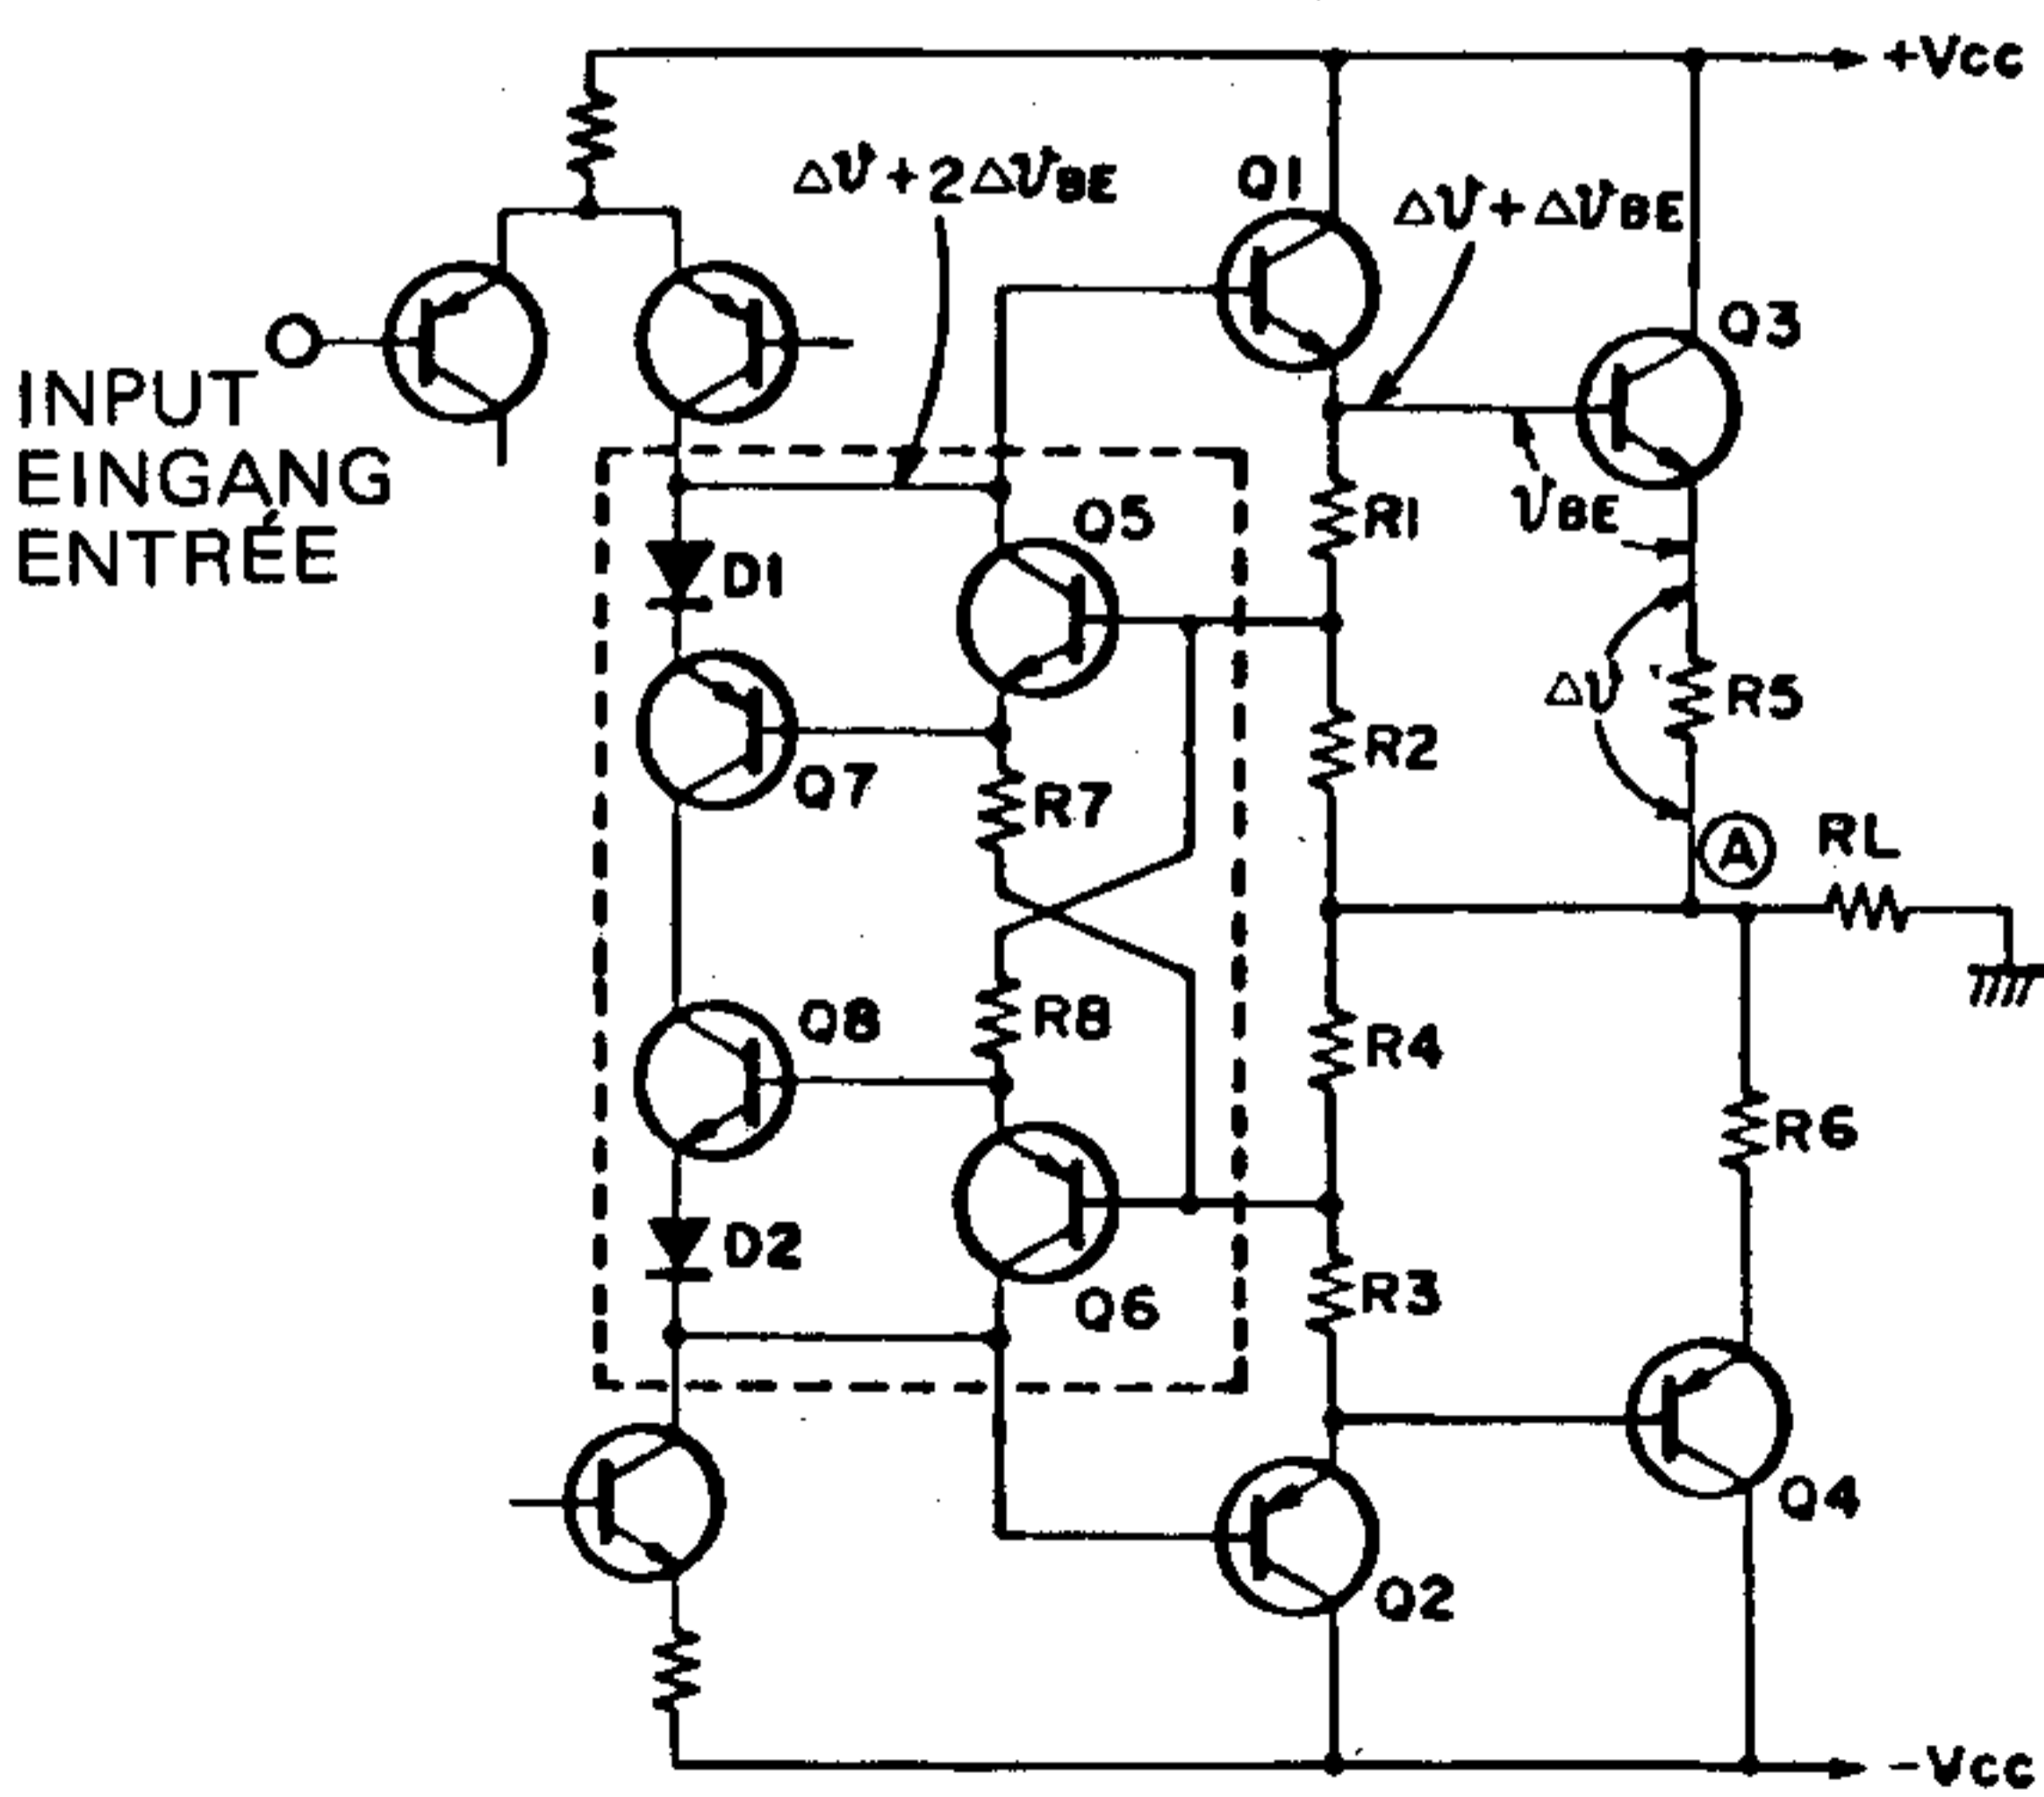 +Vcc
Δv+2ΔvBE
Q1
Δv+ΔvBE
Q3
INPUT
EINGANG
ENTRÉE
vBE
R1
Q5
D1
Δv
R5
R2
Q7
R7
A
RL
Q8
R8
R4
R6
D2
R3
Q6
Q4
Q2
-Vcc